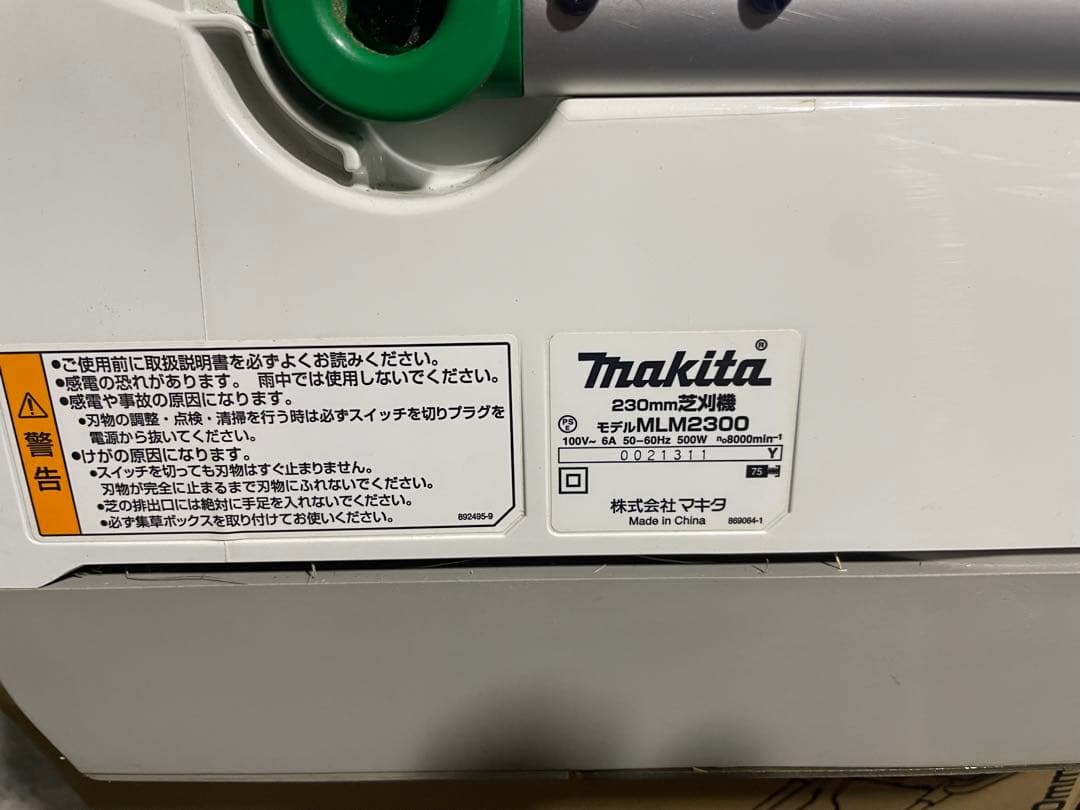 警告
●ご使用前に取扱説明書を必ずよくお読みください。
●感電の恐れがあります。 雨中では使用しないでください。
●感電や事故の原因になります。
●刃物の調整・点検・清掃を行う時は必ずスイッチを切りプラグを
電源から抜いてください。
●けがの原因になります。
●スイッチを切っても刃物はすぐ止まりません。
刃物が完全に止まるまで刃物にふれないでください。
●芝の排出口には絶対に手足を入れないでください。
●必ず集草ボックスを取り付けてお使いください。
892495-9
makita®
230mm芝刈機
PSE モデルMLM2300
100V~ 6A 50-60Hz 500W n₀8000min⁻¹
0021311 Y
75
株式会社マキタ
Made in China 869064-1